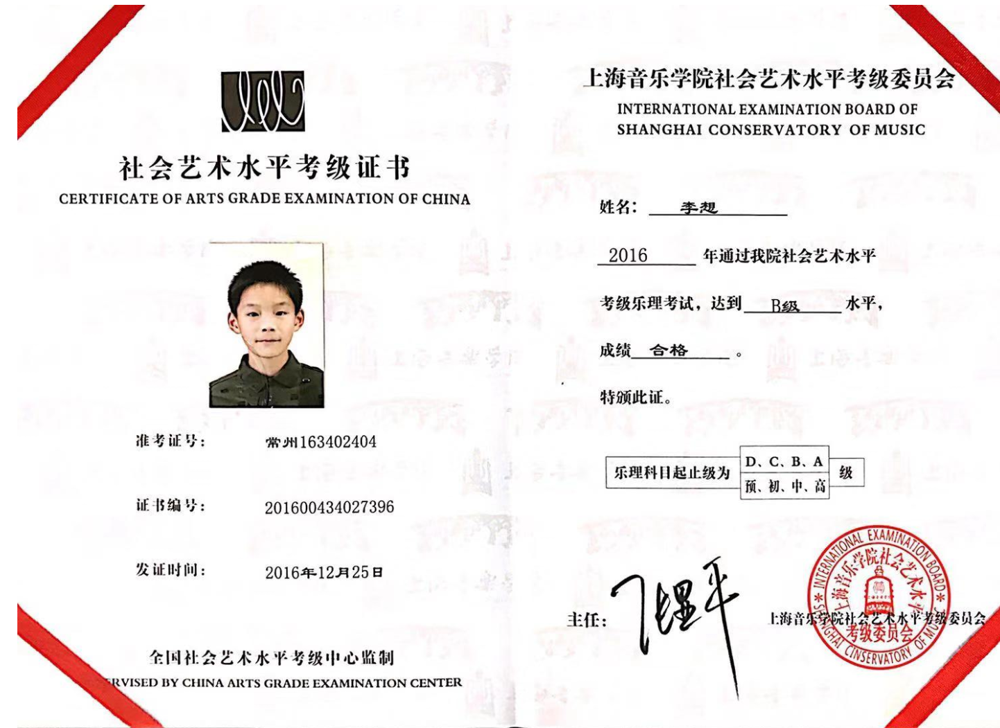 社会艺术水平考级证书
CERTIFICATE OF ARTS GRADE EXAMINATION OF CHINA
准考证号： 常州163402404
证书编号： 201600434027396
发证时间： 2016年12月25日
全国社会艺术水平考级中心监制
RVISED BY CHINA ARTS GRADE EXAMINATION CENTER
上海音乐学院社会艺术水平考级委员会
INTERNATIONAL EXAMINATION BOARD OF
SHANGHAI CONSERVATORY OF MUSIC
姓名： 李想
2016 年通过我院社会艺术水平
考级乐理考试，达到 B级 水平，
成绩 合格 。
特颁此证。
乐理科目起止级为 D、C、B、A 级
预、初、中、高
主任：
上海音乐学院社会艺术水平考级委员会
INTERNATIONAL EXAMINATION BOARD
SHANGHAI CINSERVATORY OF MUSIC
上海音乐学院社会艺术水平
考级委员会